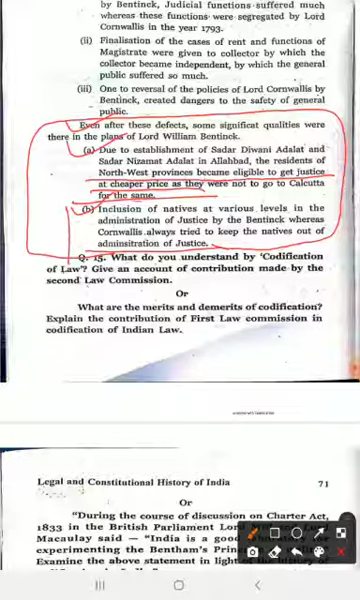 by Bentinck, Judicial functions suffered much
whereas these functions were segregated by Lord
Cornwallis in the year 1793.
(ii) Finalisation of the cases of rent and functions of
Magistrate were given to collector by which the
collector became independent, by which the general
public suffered so much.
(iii) One to reversal of the policies of Lord Cornwallis by
Bentinck, created dangers to the safety of general
public.
Even after these defects, some significat qualities were
there in the plans of Lord William Bentinck.
(a) Due to establishment of Sadar Diwani Adalat and
Sadar Nizamat Adalat in Allahbad, the residents of
North-West provinces became eligible to get justice
at cheaper price as they were not to go to Calcutta
for the same.
(b) Inclusion of natives at various levels in the
administration of Justice by the Bentinck whereas
Cornwallis always tried to keep the natives out of
adminsitration of Justice.
Q. 15. What do you understand by 'Codification
of Law'? Give an account of contribution made by the
second Law Commission.
Or
What are the merits and demerits of codification?
Explain the contribution of First Law commission in
codification of Indian Law.
Legal and Constitutional History of India 71
Or
"During the course of discussion on Charter Act,
1833 in the British Parliament Lord
Macaulay said — "India is a good
experimenting the Bentham's
Examine the above statement in light